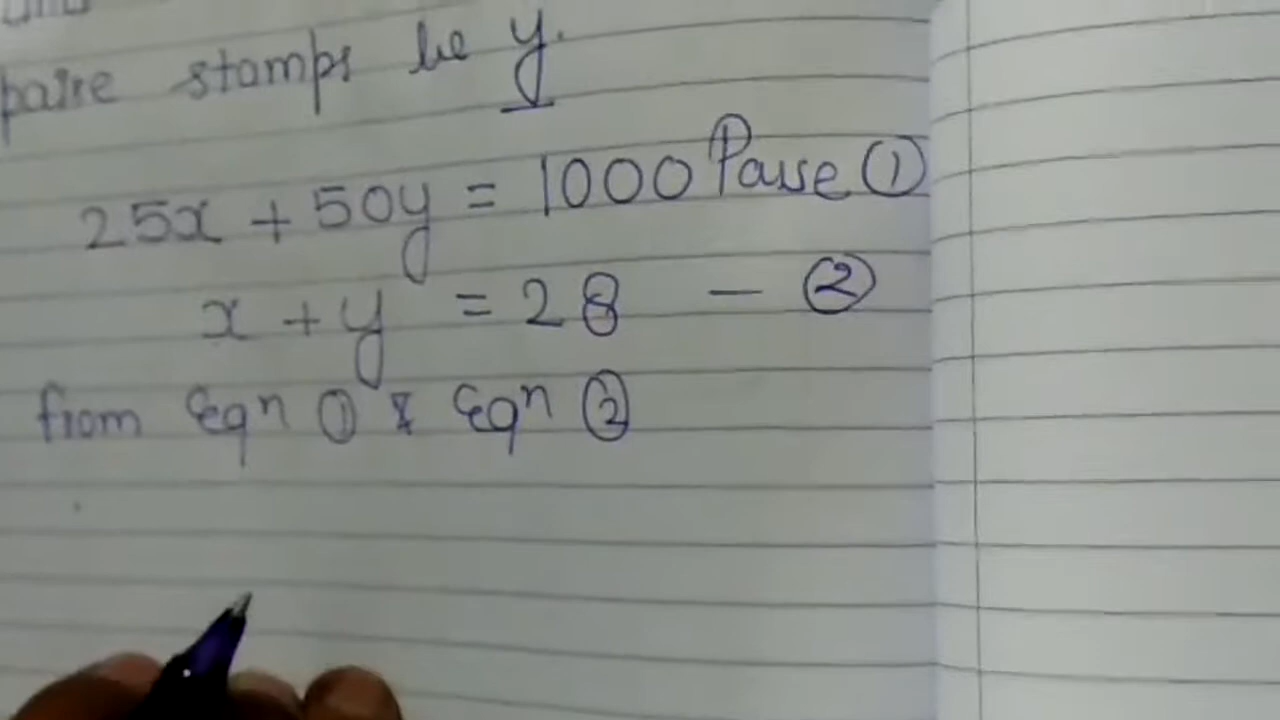 paise stamps be y.
25x + 50y = 1000 Paise ①
x + y = 28 – ②
from Eqn ① & Eqn ②